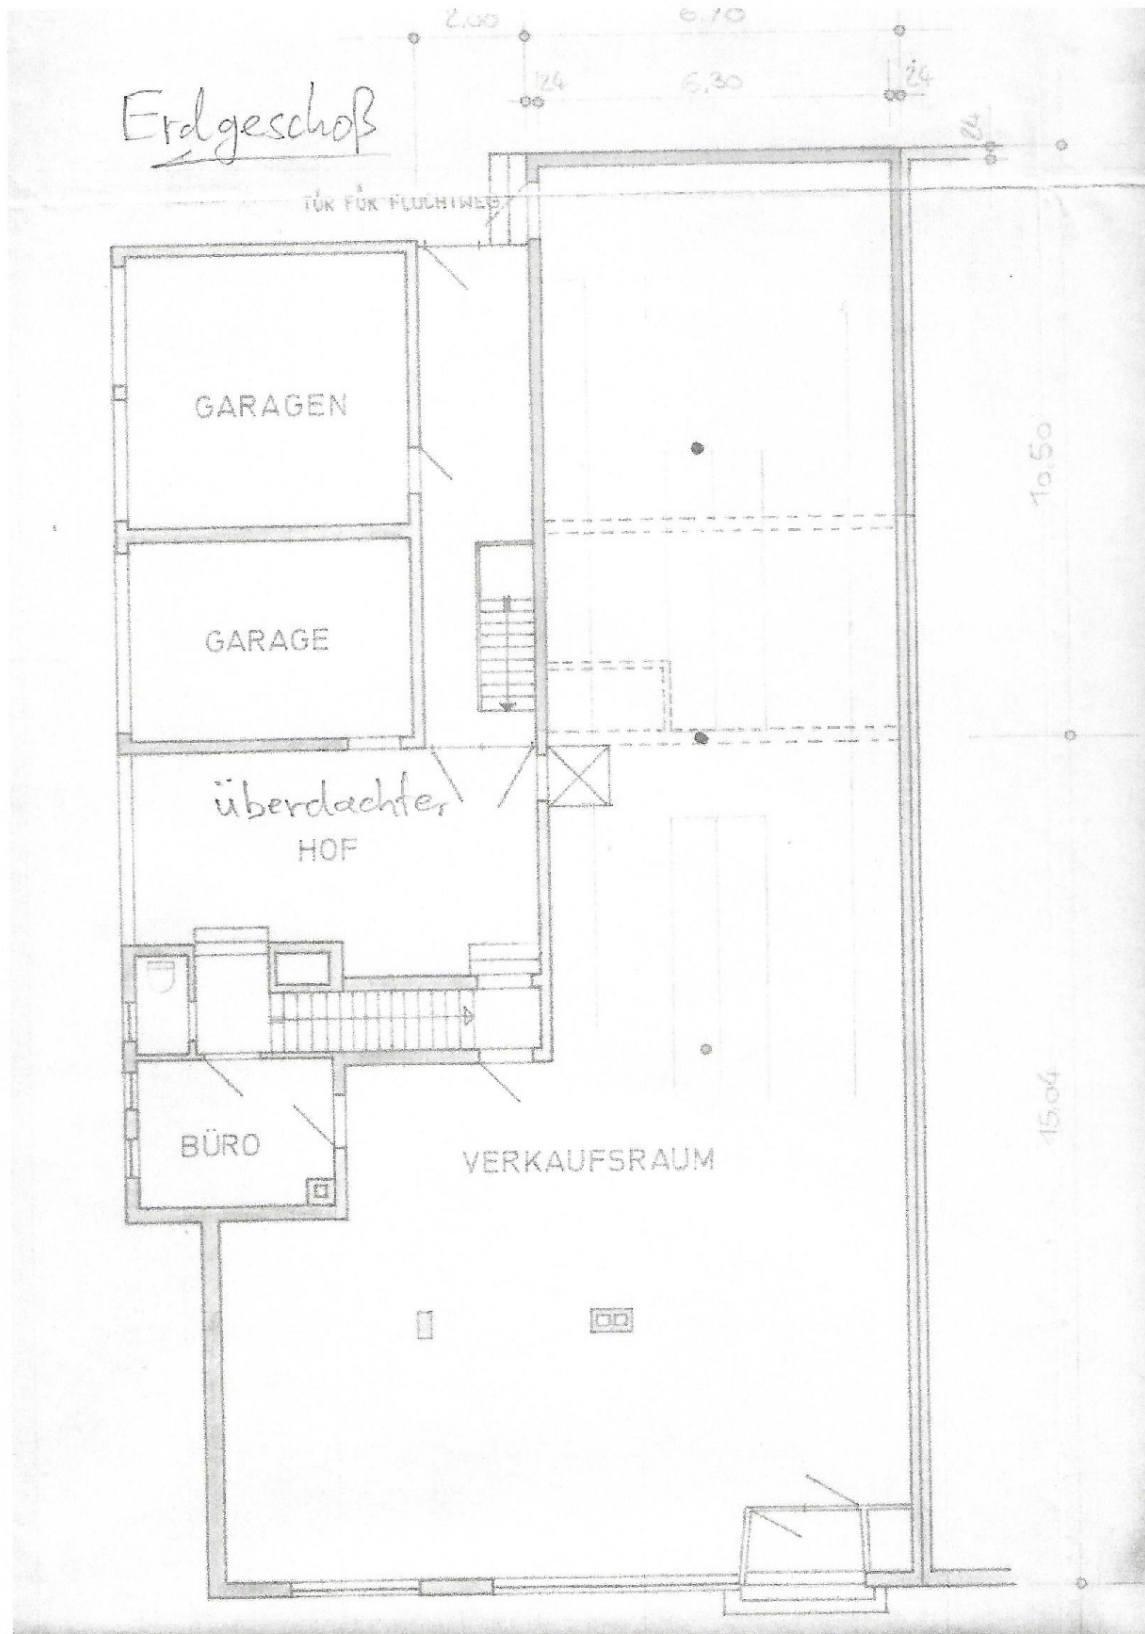 2.00 6.70
24 6.30 24
Erdgeschoß
24
TÜR FÜR FLUCHTWEG
GARAGEN
10.50
GARAGE
überdachter
HOF
15.04
BÜRO
VERKAUFSRAUM